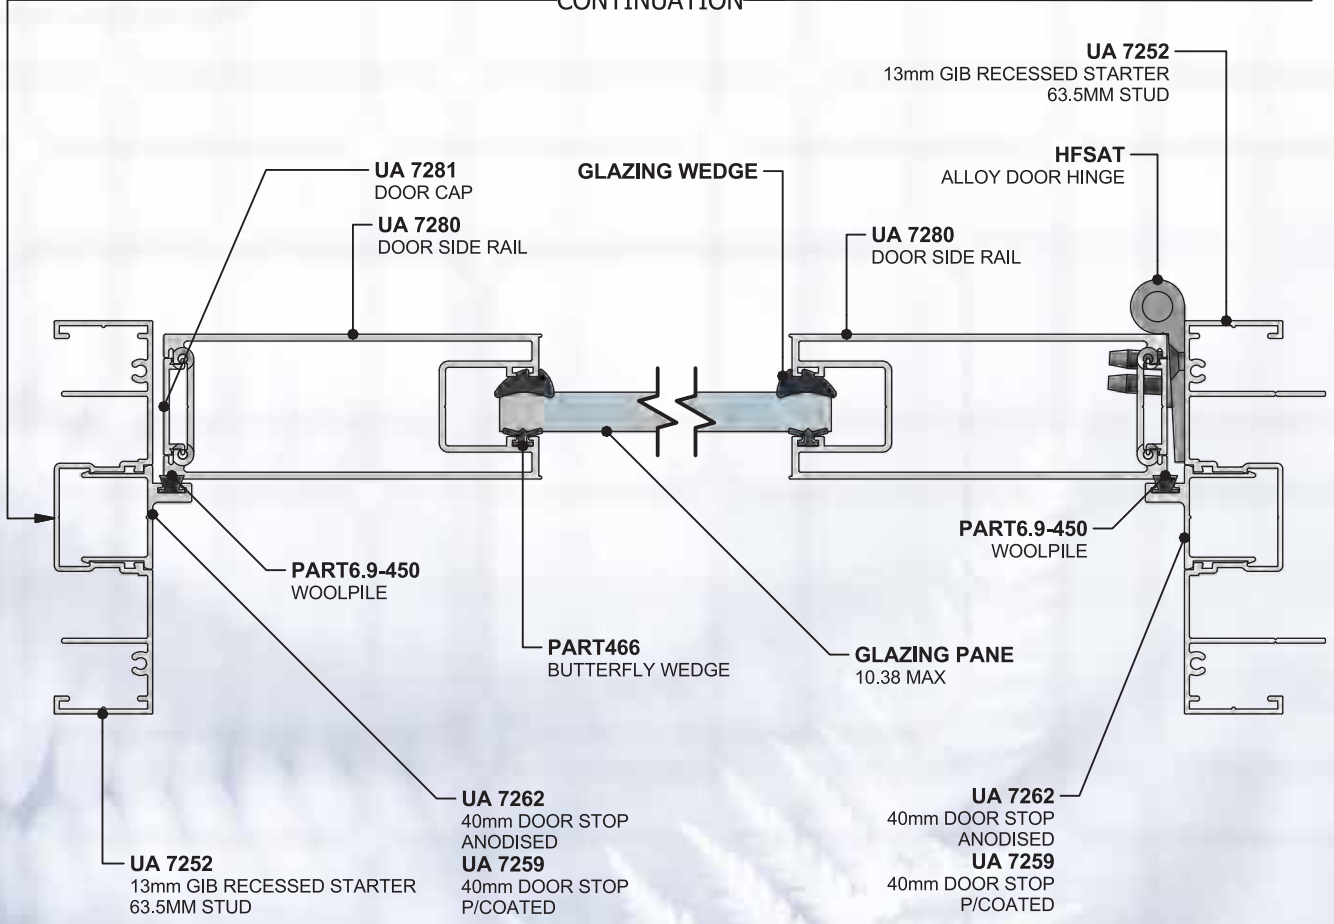 CONTINUATION
UA 7252
13mm GIB RECESSED STARTER
63.5MM STUD
HFSAT
ALLOY DOOR HINGE
UA 7281
DOOR CAP
GLAZING WEDGE
UA 7280
DOOR SIDE RAIL
UA 7280
DOOR SIDE RAIL
PART6.9-450
WOOLPILE
PART6.9-450
WOOLPILE
PART466
BUTTERFLY WEDGE
GLAZING PANE
10.38 MAX
UA 7262
40mm DOOR STOP
ANODISED
UA 7259
40mm DOOR STOP
P/COATED
UA 7262
40mm DOOR STOP
ANODISED
UA 7259
40mm DOOR STOP
P/COATED
UA 7252
13mm GIB RECESSED STARTER
63.5MM STUD